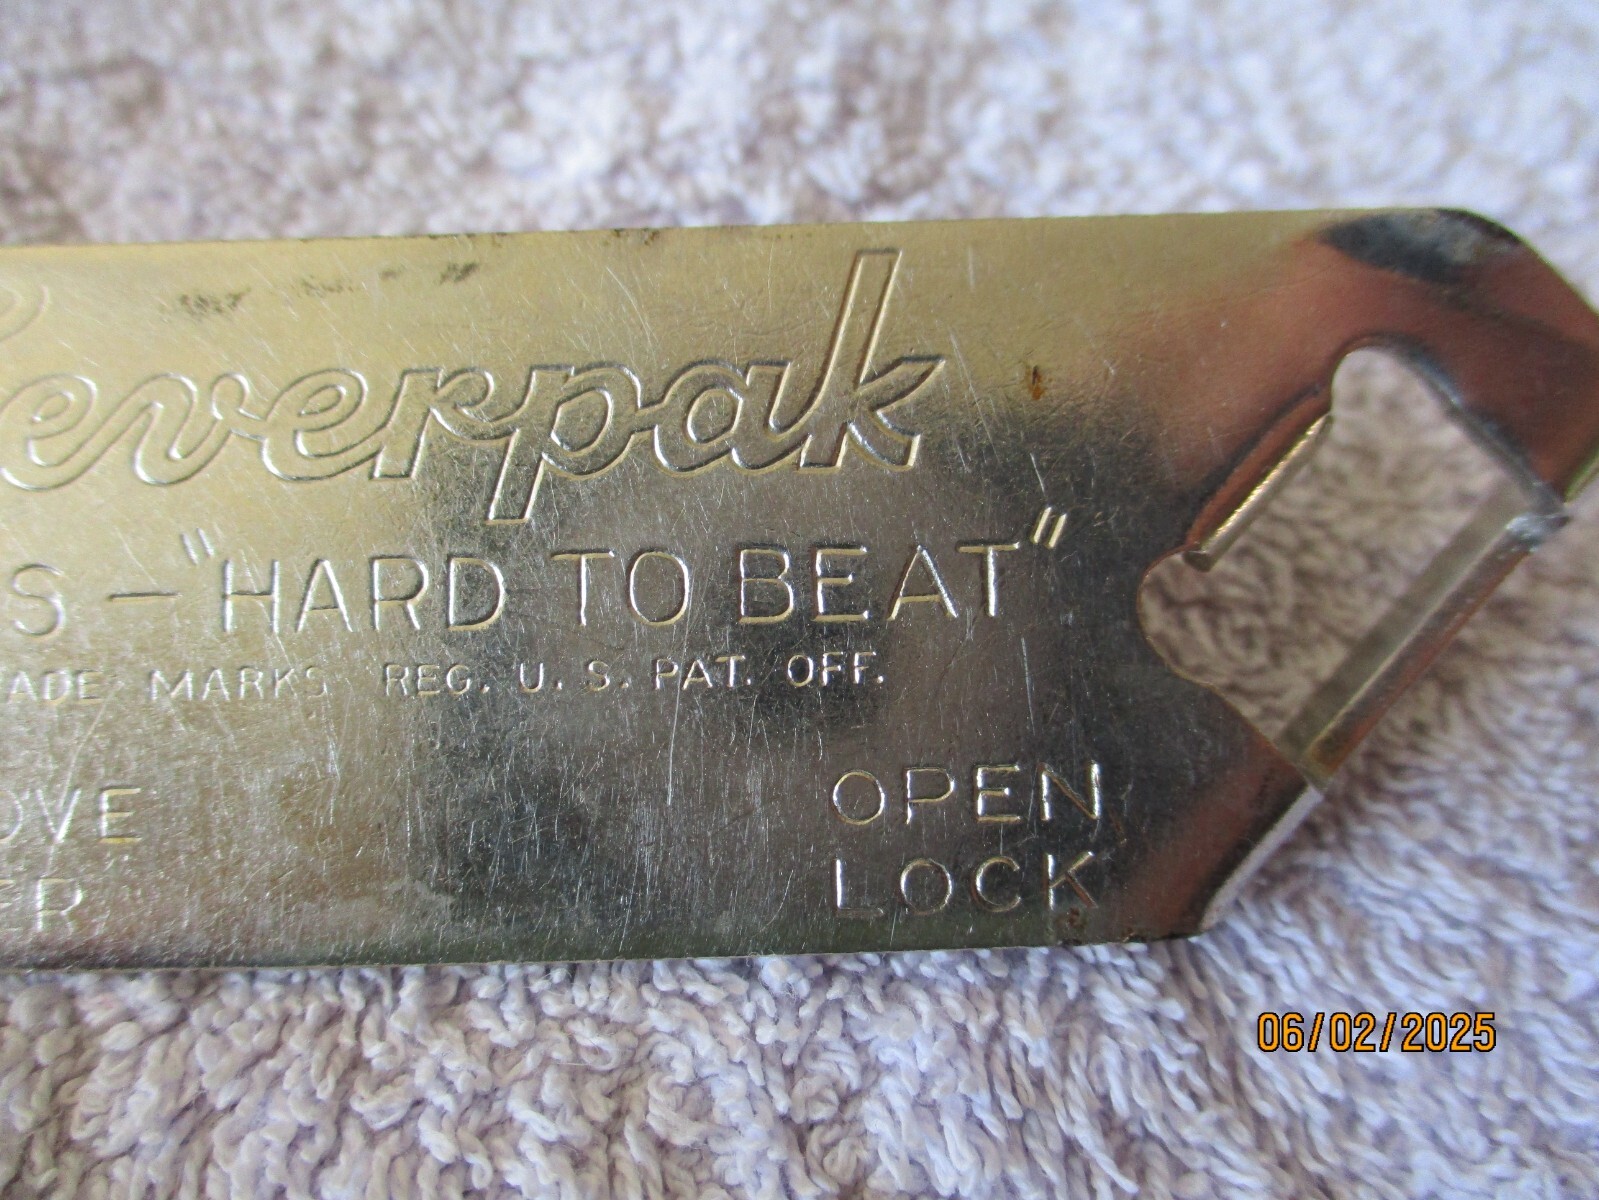 everpak
S – "HARD TO BEAT"
ADE MARKS REG. U. S. PAT. OFF.
OVE OPEN
ER LOCK
06/02/2025